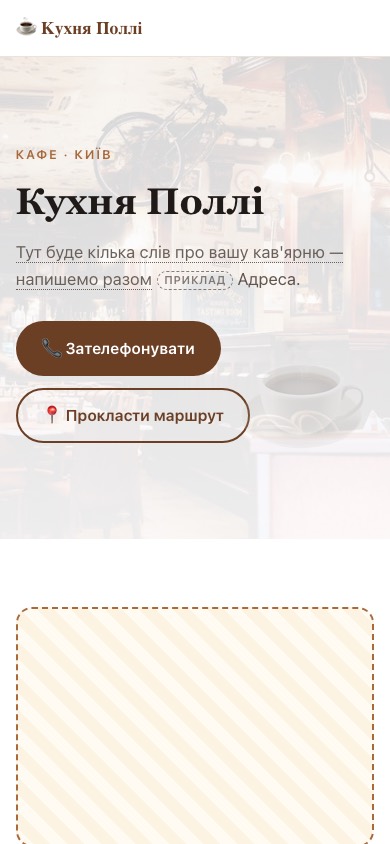 Кухня Поллі
КАФЕ · КИЇВ
Кухня Поллі
Тут буде кілька слів про вашу кав'ярню —
напишемо разом ПРИКЛАД Адреса.
Зателефонувати
Прокласти маршрут